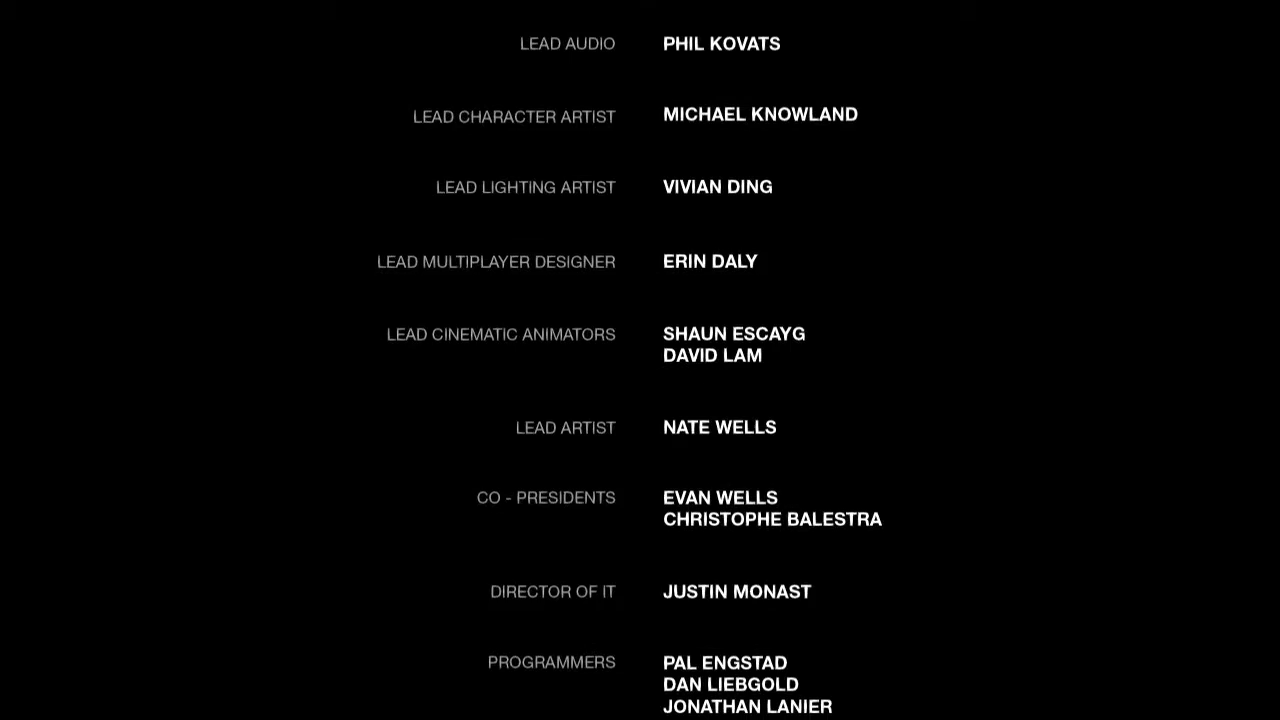 LEAD AUDIO PHIL KOVATS
LEAD CHARACTER ARTIST MICHAEL KNOWLAND
LEAD LIGHTING ARTIST VIVIAN DING
LEAD MULTIPLAYER DESIGNER ERIN DALY
LEAD CINEMATIC ANIMATORS SHAUN ESCAYG
DAVID LAM
LEAD ARTIST NATE WELLS
CO - PRESIDENTS EVAN WELLS
CHRISTOPHE BALESTRA
DIRECTOR OF IT JUSTIN MONAST
PROGRAMMERS PAL ENGSTAD
DAN LIEBGOLD
JONATHAN LANIER